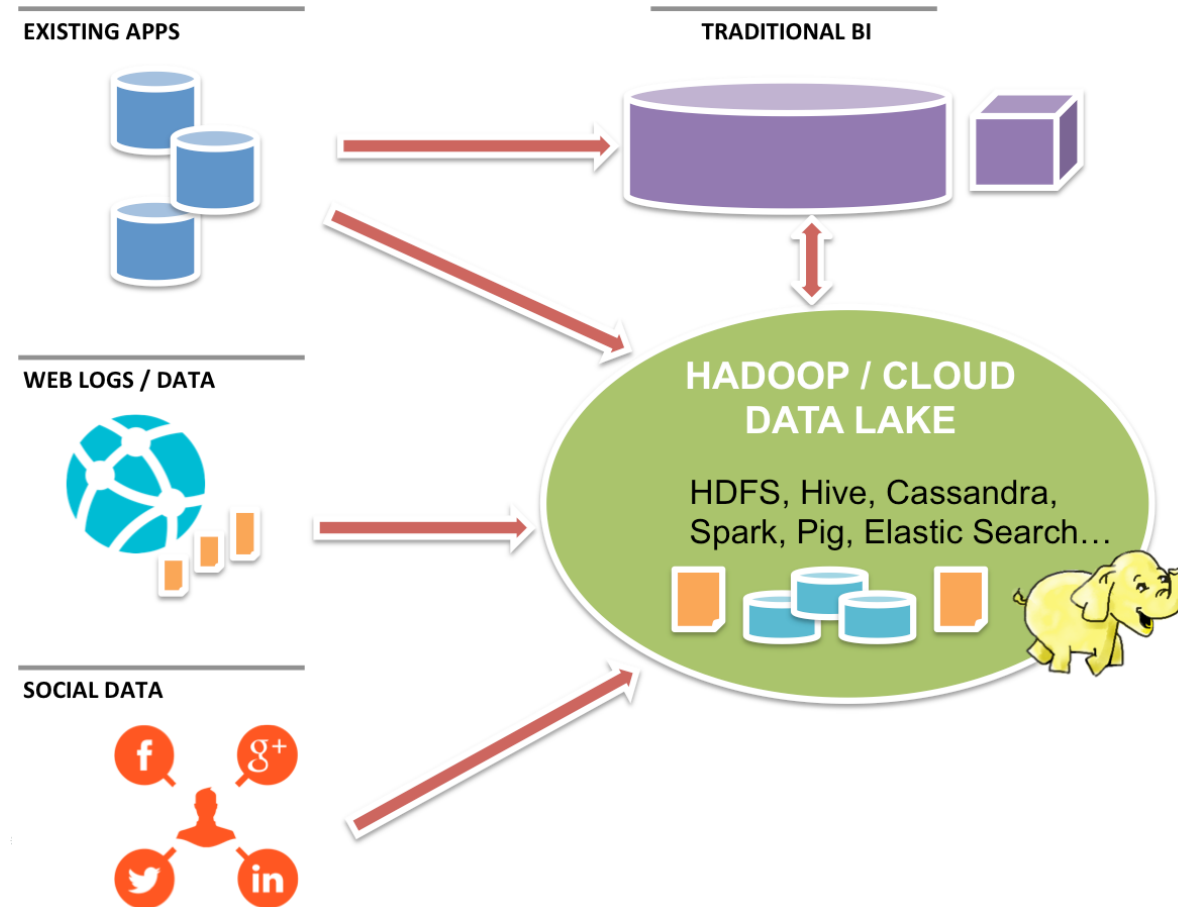 EXISTING APPS
TRADITIONAL BI
WEB LOGS / DATA
HADOOP / CLOUD
DATA LAKE
HDFS, Hive, Cassandra,
Spark, Pig, Elastic Search…
SOCIAL DATA
f
g+
in